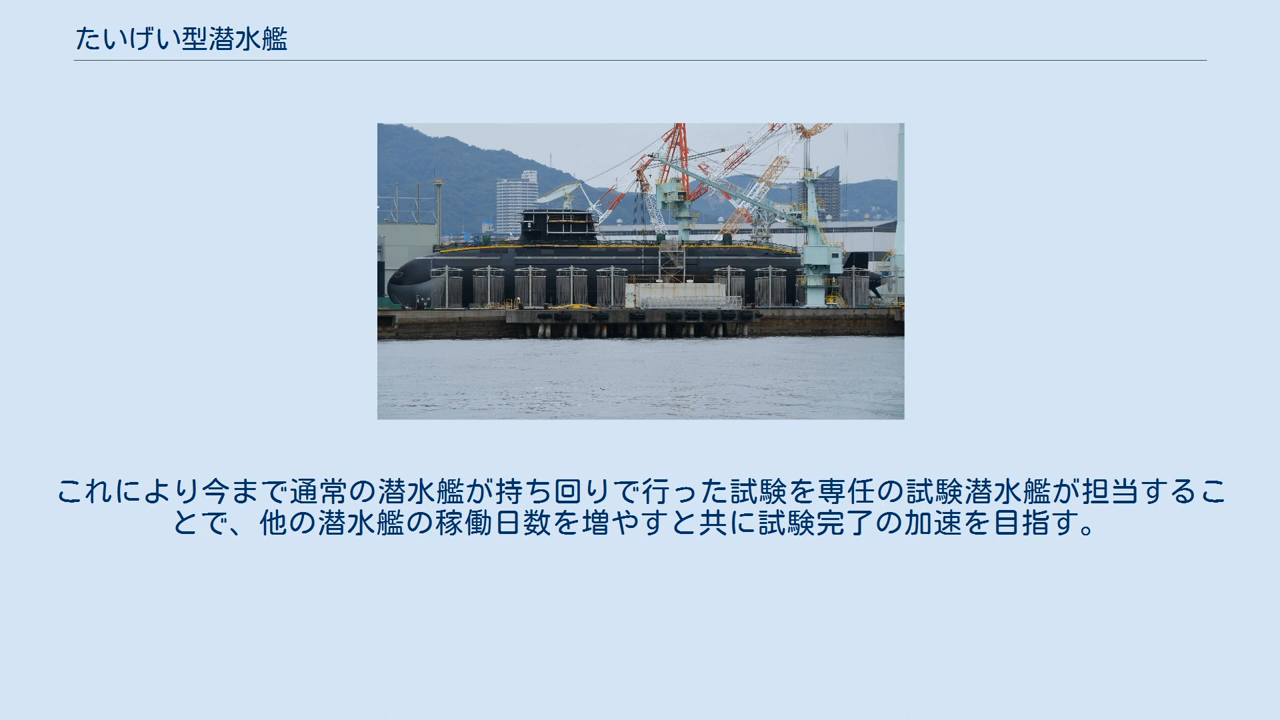 たいげい型潜水艦
これにより今まで通常の潜水艦が持ち回りで行った試験を専任の試験潜水艦が担当するこ
とで、他の潜水艦の稼働日数を増やすと共に試験完了の加速を目指す。